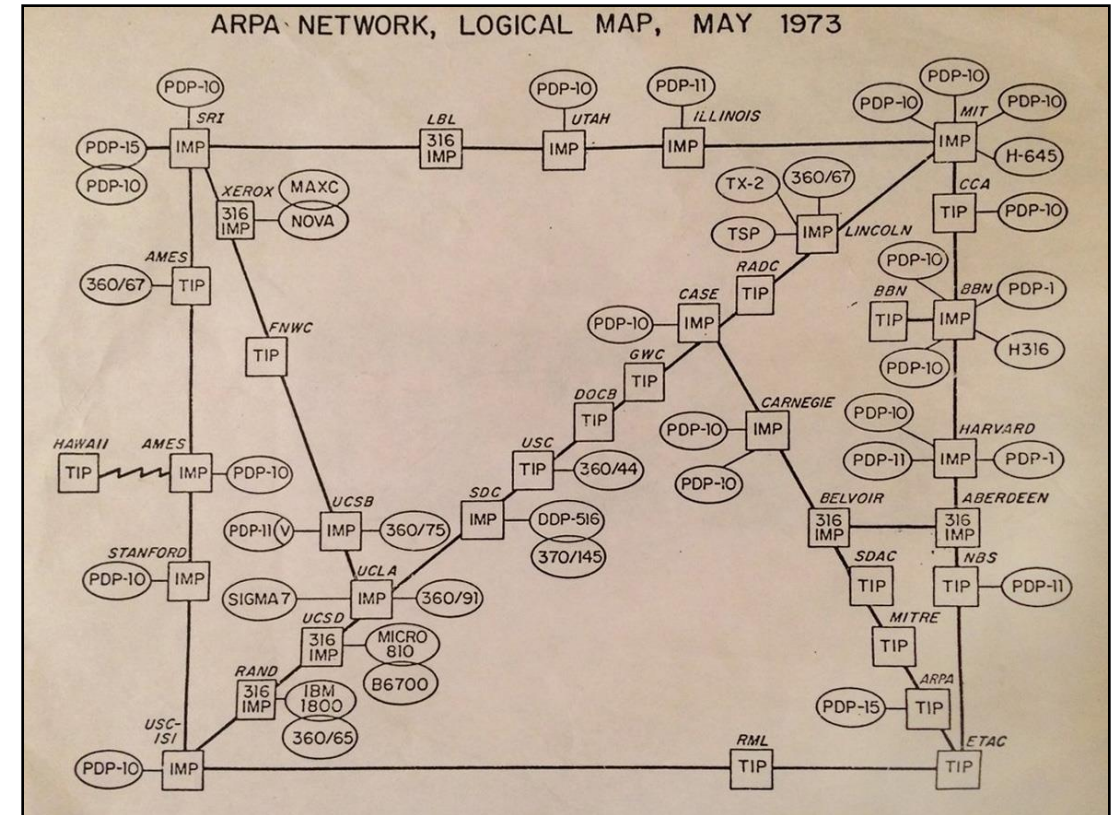 ARPA NETWORK, LOGICAL MAP, MAY 1973
PDP-10
SRI
PDP-15
IMP
PDP-10
LBL
316
IMP
PDP-10
UTAH
IMP
PDP-11
ILLINOIS
IMP
PDP-10
PDP-10
PDP-10
MIT
IMP
H-645
XEROX
316
IMP
MAXC
NOVA
TX-2
360/67
TSP
IMP
LINCOLN
CCA
TIP
PDP-10
AMES
360/67
TIP
FNWC
TIP
RADC
TIP
CASE
PDP-10
IMP
PDP-10
BBN
TIP
BBN
IMP
PDP-1
H316
PDP-10
GWC
TIP
DOCB
TIP
CARNEGIE
PDP-10
IMP
PDP-10
PDP-10
HARVARD
PDP-11
IMP
PDP-1
HAWAII
TIP
AMES
IMP
PDP-10
USC
TIP
360/44
SDC
IMP
DDP-516
370/145
UCSB
PDP-11 V
IMP
360/75
BELVOIR
316
IMP
ABERDEEN
316
IMP
STANFORD
PDP-10
IMP
UCLA
SIGMA 7
IMP
360/91
SDAC
TIP
NBS
TIP
PDP-11
UCSD
316
IMP
MICRO
810
B6700
MITRE
TIP
RAND
316
IMP
IBM
1800
360/65
ARPA
PDP-15
TIP
USC-
ISI
PDP-10
IMP
RML
TIP
ETAC
TIP